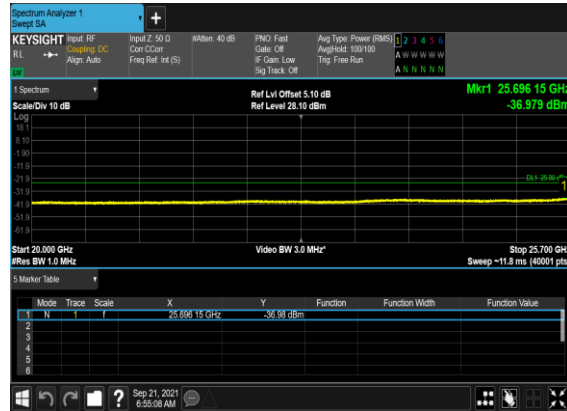 Spectrum Analyzer 1
Swept SA
+
KEYSIGHT Input: RF Input Z: 50 Ω #Atten: 40 dB PNO: Fast Avg Type: Power (RMS) 1 2 3 4 5 6
RL Coupling: DC Corr CCorr Gate: Off Avg|Hold: 100/100 A W W W W W
Align: Auto Freq Ref: Int (S) IF Gain: Low Trig: Free Run
Sig Track: Off A N N N N N
1 Spectrum Ref Lvl Offset 5.10 dB Mkr1 25.696 15 GHz
Scale/Div 10 dB Ref Level 28.10 dBm -36.979 dBm
Log
18.1
8.10
-1.90
-11.9
-21.9
DL1 -25.00
-31.9
1
-41.9
-51.9
-61.9
Start 20.000 GHz Video BW 3.0 MHz* Stop 25.700 GHz
#Res BW 1.0 MHz Sweep ~11.8 ms (40001 pts
5 Marker Table
Mode Trace Scale X Y Function Function Width Function Value
1 N 1 f 25.696 15 GHz -36.98 dBm
2
3
4
5
6
? Sep 21, 2021
6:55:08 AM